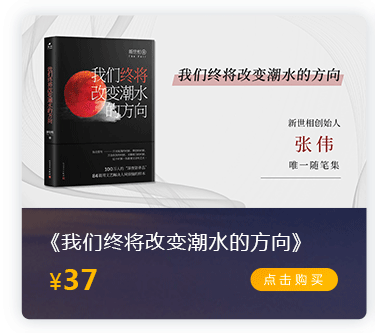 我们终将
改变潮水
的方向
我们终将改变潮水的方向
新世相创始人
张 伟
唯一随笔集
《我们终将改变潮水的方向》
¥37
点击购买